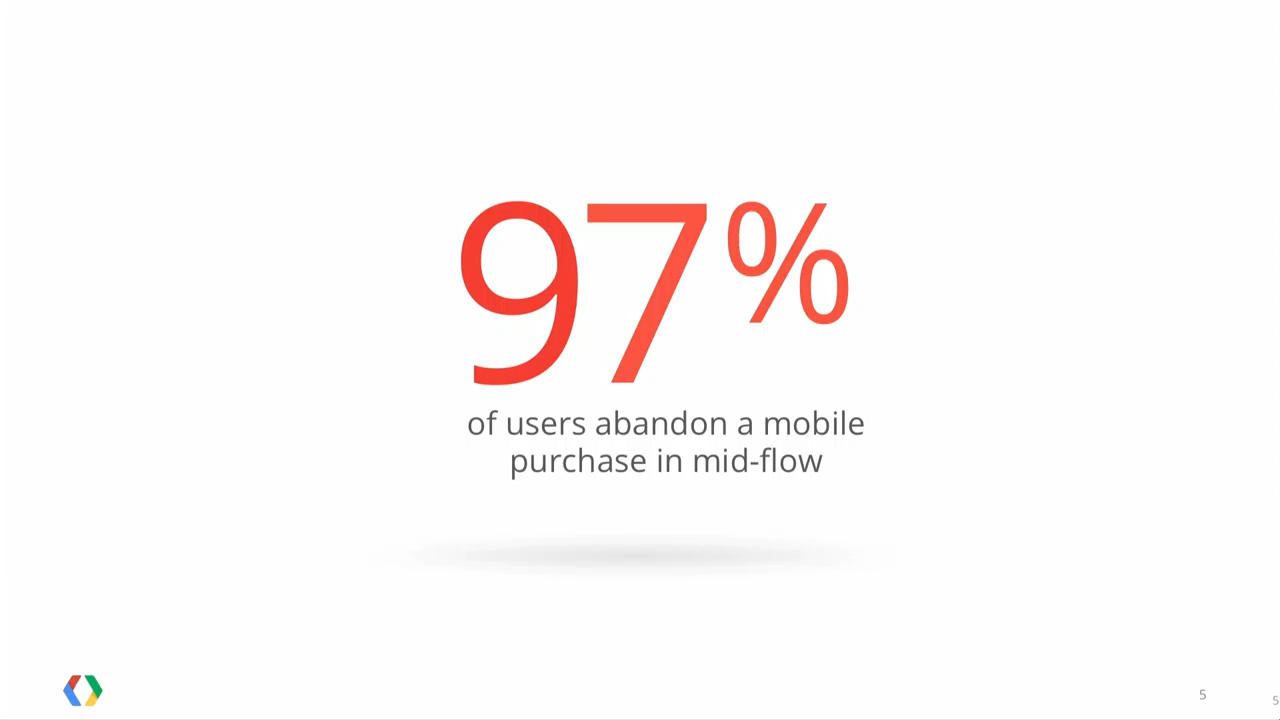 97%
of users abandon a mobile
purchase in mid-flow
5
5